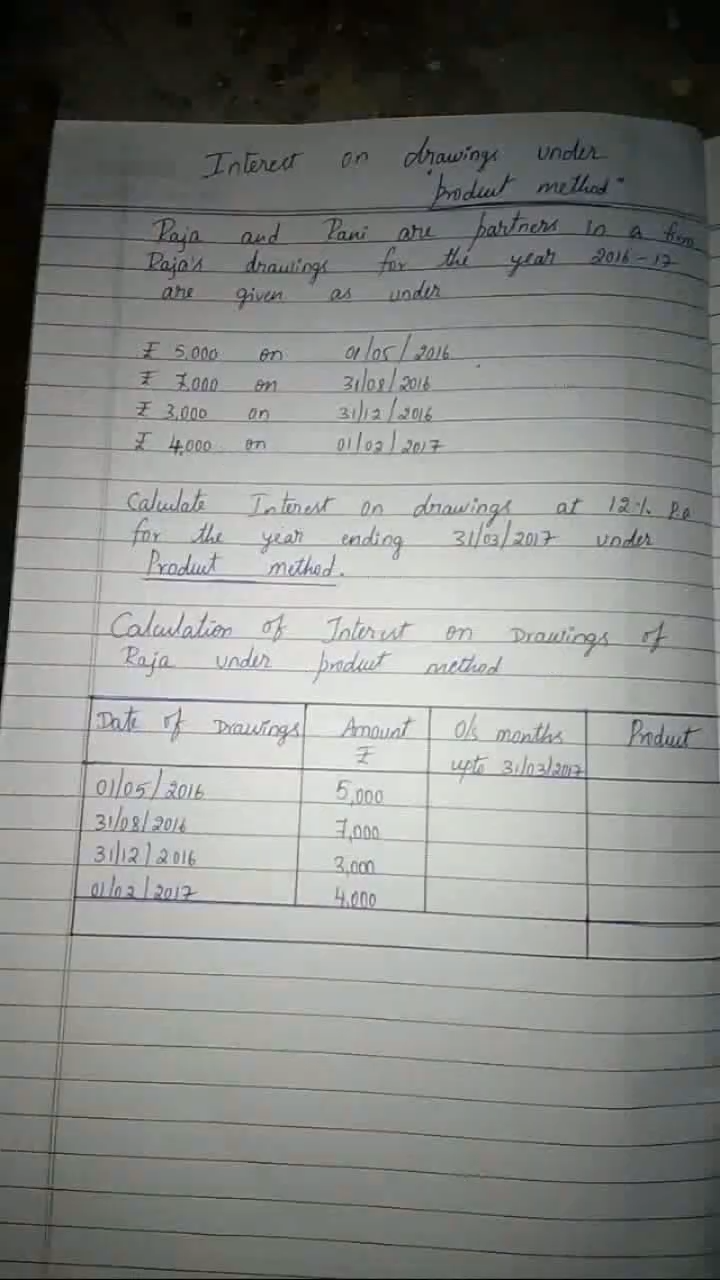 Interest on drawings under
"Product method"
Raja and Rani are partners in a firm
Raja's drawings for the year 2016-17
are given as under
₹ 5,000 on 01/05/2016
₹ 7,000 on 31/08/2016
₹ 3,000 on 31/12/2016
₹ 4,000 on 01/02/2017
Calculate Interest on drawings at 12% P.a
for the year ending 31/03/2017 under
Product method.
Calculation of Interest on Drawings of
Raja under product method
Date of Drawings Amount ₹ O/s months upto 31/03/2017 Product
01/05/2016 5,000
31/08/2016 7,000
31/12/2016 3,000
01/02/2017 4,000